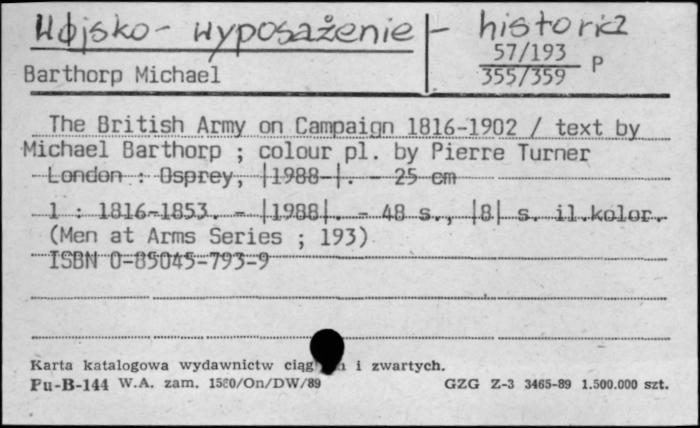 Wojsko - wyposażenie - historia
57/193
355/359 P
Barthorp Michael
The British Army on Campaign 1816-1902 / text by
Michael Barthorp ; colour pl. by Pierre Turner
London : Osprey, |1988-|. - 25 cm
1 : 1816-1853. - |1988|. - 48 s., |8| s. il.kolor.
(Men at Arms Series ; 193)
ISBN 0-85045-793-9
Karta katalogowa wydawnictw i zwartych.
Pu-B-144 W.A. zam. 1560/On/DW/89 GZG Z-3 3465-89 1.500.000 szt.